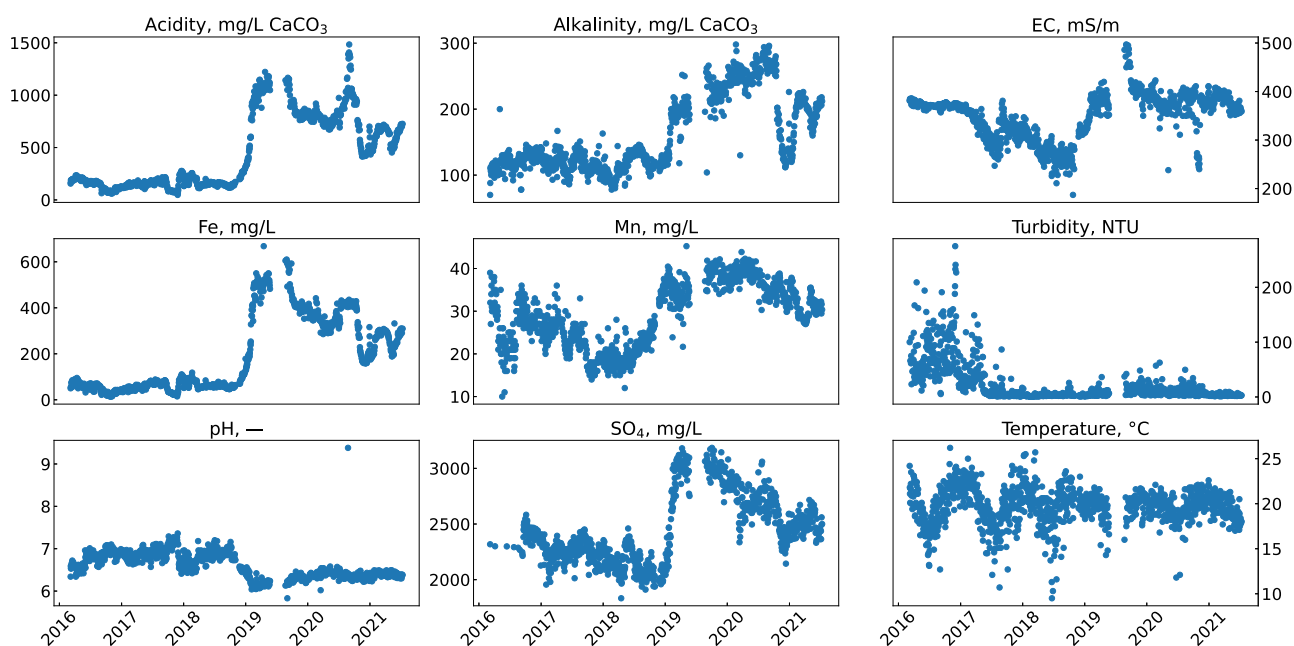 Acidity, mg/L CaCO₃
1500
1000
500
0
Alkalinity, mg/L CaCO₃
300
200
100
EC, mS/m
500
400
300
200
Fe, mg/L
600
400
200
0
Mn, mg/L
40
30
20
10
Turbidity, NTU
200
100
0
pH, —
9
8
7
6
2016 2017 2018 2019 2020 2021
SO₄, mg/L
3000
2500
2000
2016 2017 2018 2019 2020 2021
Temperature, °C
25
20
15
10
2016 2017 2018 2019 2020 2021